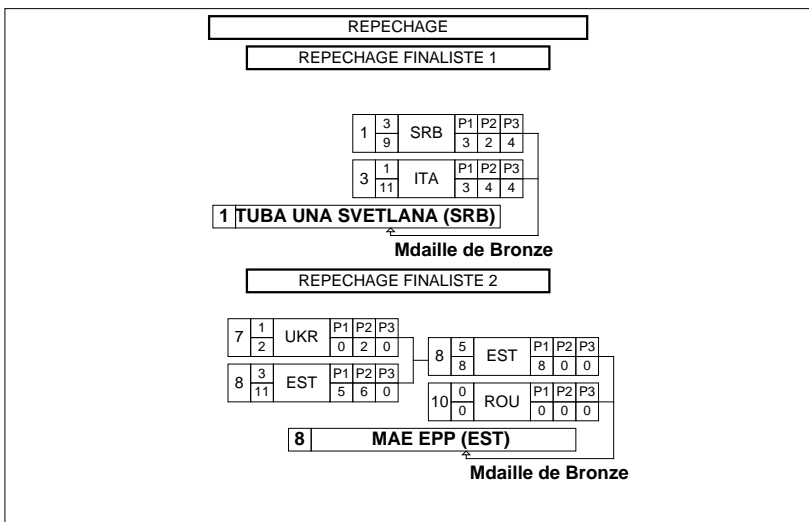 REPECHAGE
REPECHAGE FINALISTE 1
1 3 SRB P1 P2 P3
9 3 2 4
3 1 ITA P1 P2 P3
11 3 4 4
1 TUBA UNA SVETLANA (SRB)
Mdaille de Bronze
REPECHAGE FINALISTE 2
7 1 UKR P1 P2 P3
2 0 2 0
8 5 EST P1 P2 P3
8 8 0 0
8 3 EST P1 P2 P3
11 5 6 0
10 0 ROU P1 P2 P3
0 0 0 0
8 MAE EPP (EST)
Mdaille de Bronze